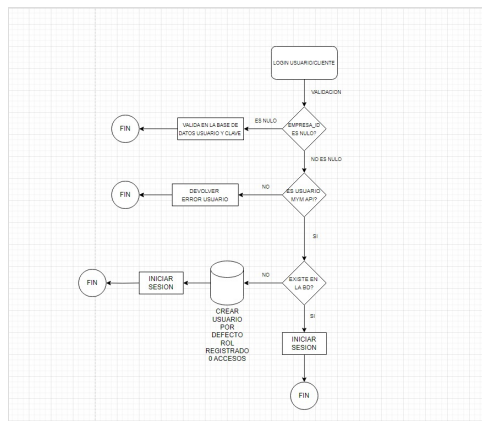 LOGIN USUARIO/CLIENTE
VALIDACION
EMPRESA_ID
ES NULO?
ES NULO
VALIDA EN LA BASE DE
DATOS USUARIO Y CLAVE
FIN
NO ES NULO
ES USUARIO
MYM API?
NO
DEVOLVER
ERROR USUARIO
FIN
SI
EXISTE EN
LA BD?
NO
CREAR
USUARIO
POR
DEFECTO
ROL
REGISTRADO
0 ACCESOS
INICIAR
SESION
FIN
SI
INICIAR
SESION
FIN